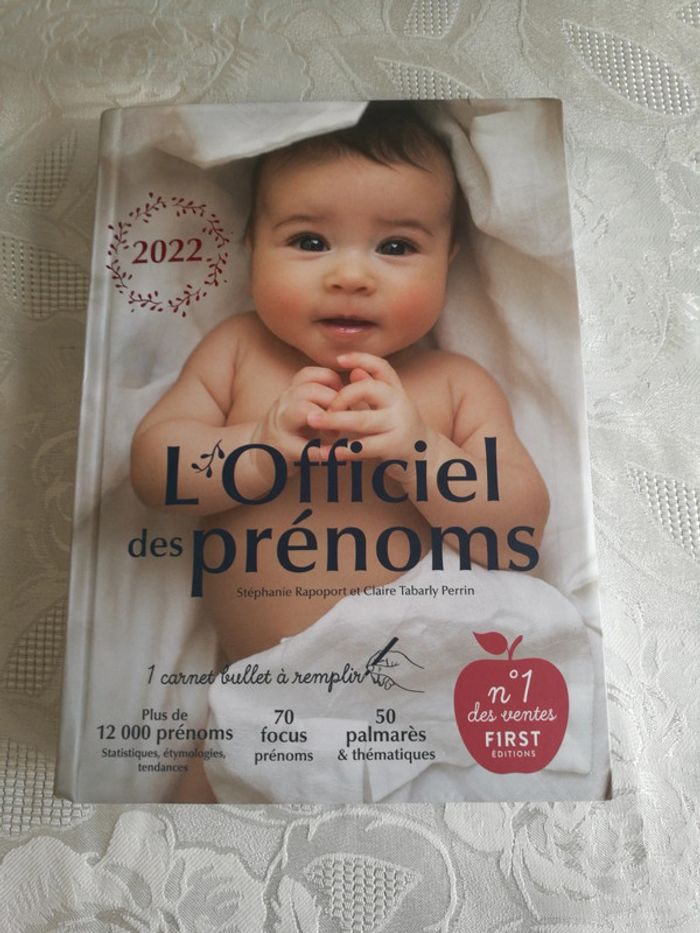 2022
L'Officiel
des prénoms
Stéphanie Rapoport et Claire Tabarly Perrin
1 carnet bullet à remplir
Plus de
12 000 prénoms
Statistiques, étymologies,
tendances
70
focus
prénoms
50
palmarès
& thématiques
n°1
des ventes
FIRST
ÉDITIONS